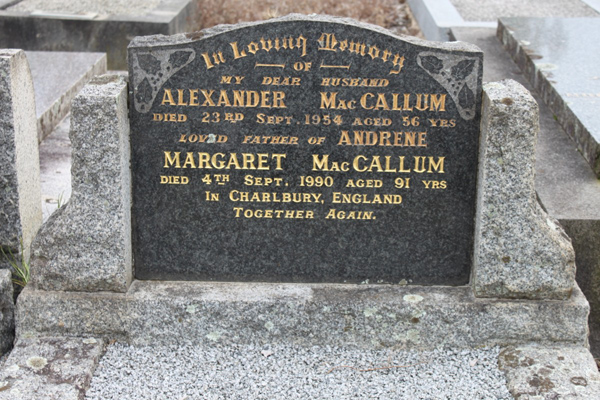 In Loving Memory
OF
MY DEAR HUSBAND
ALEXANDER MacCALLUM
DIED 23RD SEPT. 1954 AGED 56 YRS
LOVED FATHER OF ANDRENE
MARGARET MacCALLUM
DIED 4TH SEPT. 1990 AGED 91 YRS
IN CHARLBURY, ENGLAND
TOGETHER AGAIN.